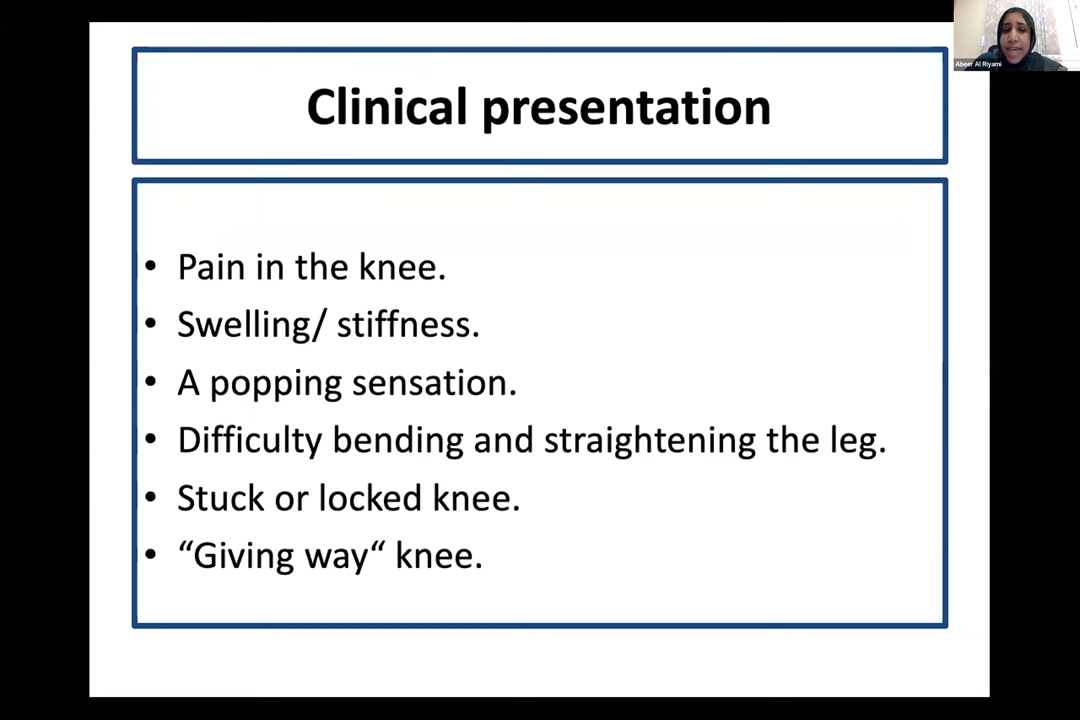 Clinical presentation
Abeer Al Riyami
• Pain in the knee.
• Swelling/ stiffness.
• A popping sensation.
• Difficulty bending and straightening the leg.
• Stuck or locked knee.
• “Giving way“ knee.